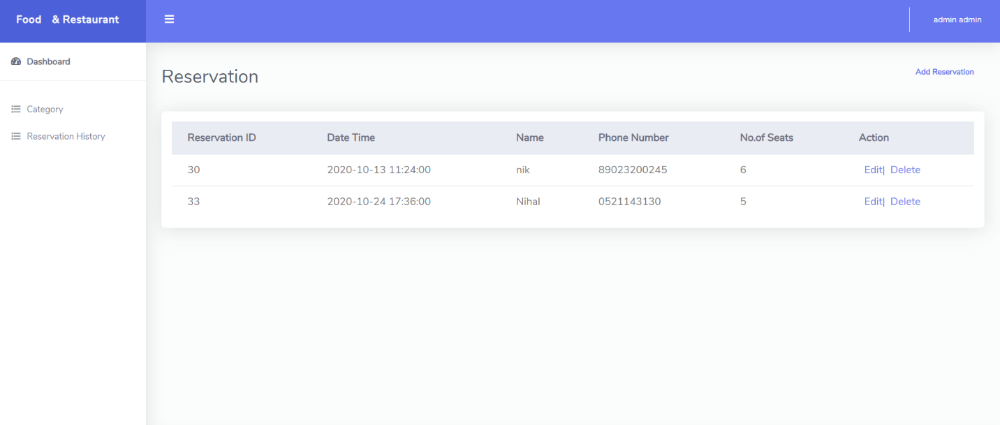 Food & Restaurant
admin admin
Dashboard
Category
Reservation History
Reservation
Add Reservation
Reservation ID Date Time Name Phone Number No.of Seats Action
30 2020-10-13 11:24:00 nik 89023200245 6 Edit| Delete
33 2020-10-24 17:36:00 Nihal 0521143130 5 Edit| Delete